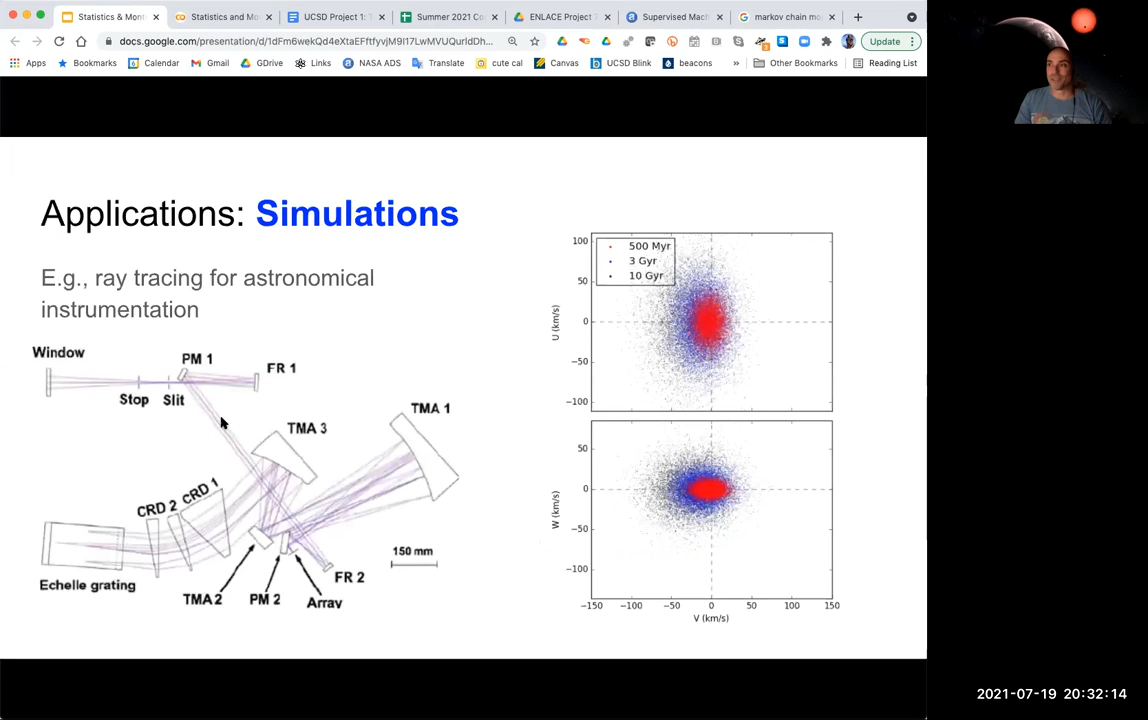 Statistics & Mont
Statistics and Mo
UCSD Project 1: T
Summer 2021 Co
ENLACE Project 7
Supervised Mach
markov chain mo
docs.google.com/presentation/d/1dFm6wekQd4eXtaEFftfyvjM9I17LwMVUQurIdDh...
Update
Apps
Bookmarks
Calendar
Gmail
GDrive
Links
NASA ADS
Translate
cute cal
Canvas
UCSD Blink
beacons
»
Other Bookmarks
Reading List
Applications: Simulations
E.g., ray tracing for astronomical
instrumentation
Window
PM 1
FR 1
Stop
Slit
TMA 1
TMA 3
CRD 2
CRD 1
150 mm
Echelle grating
FR 2
TMA 2
PM 2
Array
500 Myr
3 Gyr
10 Gyr
100
50
0
−50
−100
U (km/s)
50
0
−50
−100
W (km/s)
−150
−100
−50
0
50
100
150
V (km/s)
2021-07-19 20:32:14